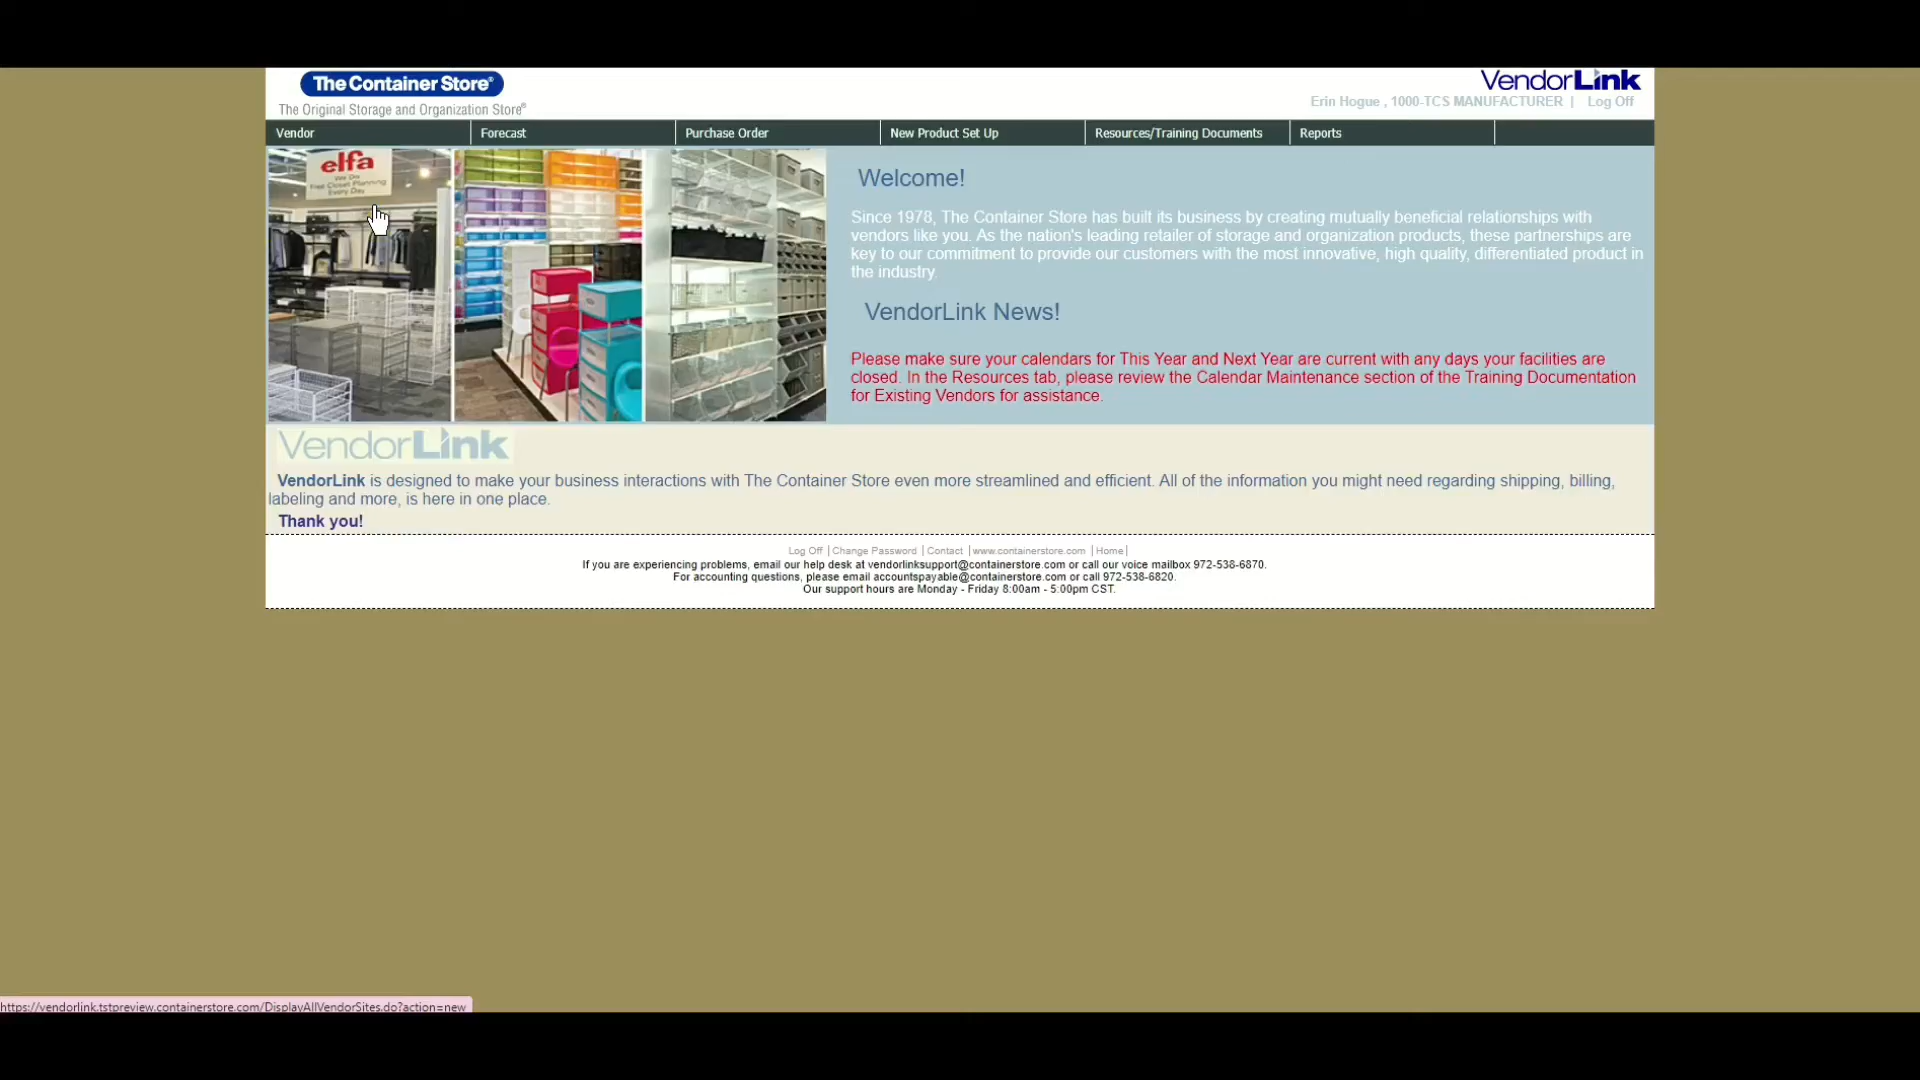 The Container Store®
The Original Storage and Organization Store®
VendorLink
Erin Hogue , 1000-TCS MANUFACTURER | Log Off
Vendor Forecast Purchase Order New Product Set Up Resources/Training Documents Reports
elfa
We Do
Free Closet Planning
Every Day
Welcome!
Since 1978, The Container Store has built its business by creating mutually beneficial relationships with
vendors like you. As the nation's leading retailer of storage and organization products, these partnerships are
key to our commitment to provide our customers with the most innovative, high quality, differentiated product in
the industry.
VendorLink News!
Please make sure your calendars for This Year and Next Year are current with any days your facilities are
closed. In the Resources tab, please review the Calendar Maintenance section of the Training Documentation
for Existing Vendors for assistance.
VendorLink
VendorLink is designed to make your business interactions with The Container Store even more streamlined and efficient. All of the information you might need regarding shipping, billing,
labeling and more, is here in one place.
Thank you!
Log Off | Change Password | Contact | www.containerstore.com | Home |
If you are experiencing problems, email our help desk at vendorlinksupport@containerstore.com or call our voice mailbox 972-538-6870.
For accounting questions, please email accountspayable@containerstore.com or call 972-538-6820.
Our support hours are Monday - Friday 8:00am - 5:00pm CST.
https://vendorlink.tstpreview.containerstore.com/DisplayAllVendorSites.do?action=new